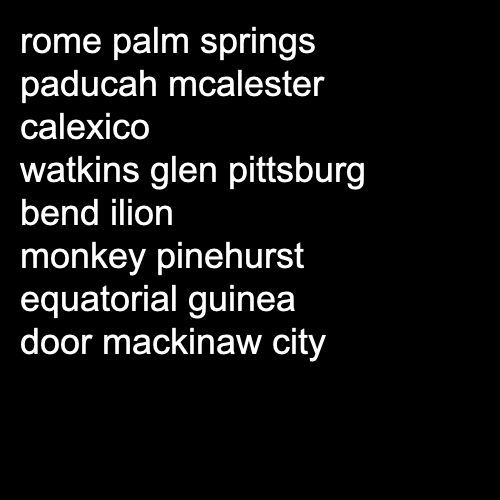 rome palm springs
paducah mcalester
calexico
watkins glen pittsburg
bend ilion
monkey pinehurst
equatorial guinea
door mackinaw city